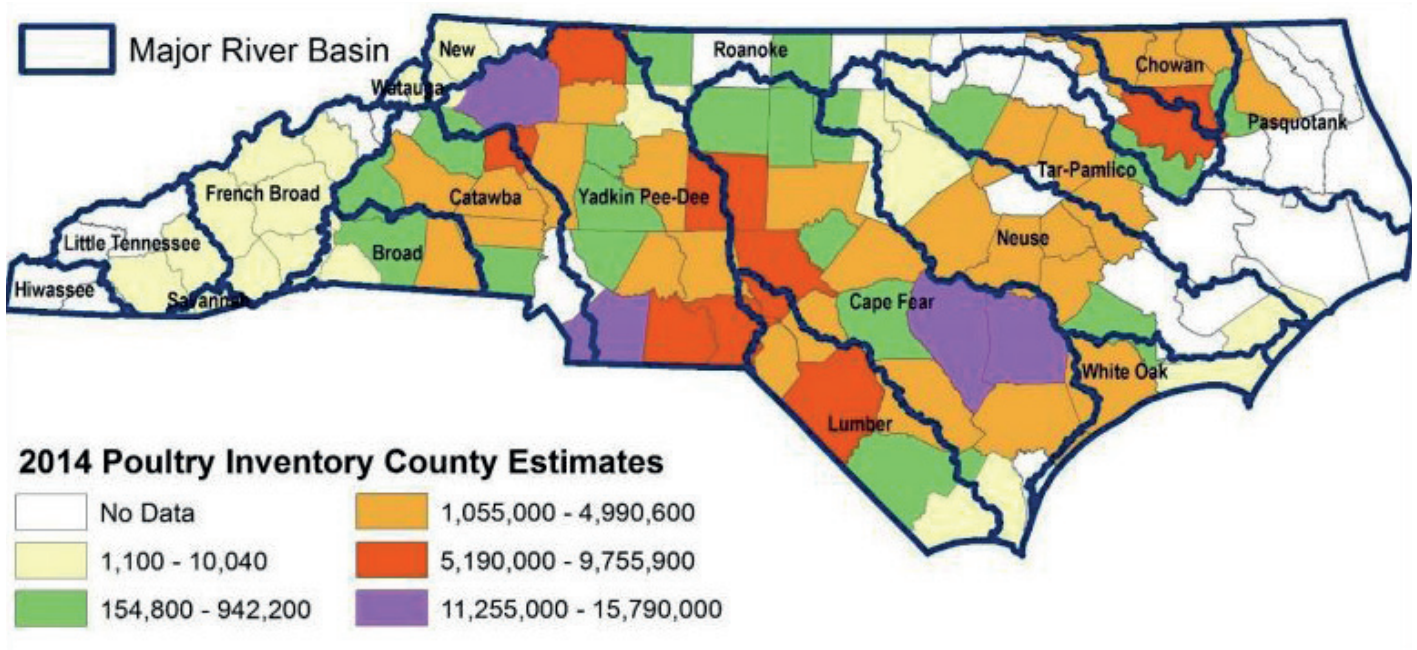 Major River Basin
New
Roanoke
Chowan
Watauga
Pasquotank
Tar-Pamlico
French Broad
Catawba
Yadkin Pee-Dee
Little Tennessee
Broad
Neuse
Hiwassee
Savannah
Cape Fear
White Oak
Lumber
2014 Poultry Inventory County Estimates
No Data
1,055,000 - 4,990,600
1,100 - 10,040
5,190,000 - 9,755,900
154,800 - 942,200
11,255,000 - 15,790,000